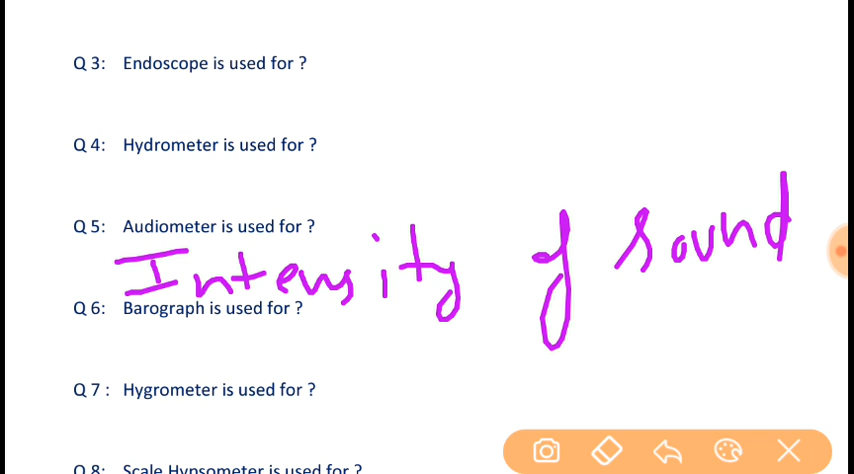 Q 3: Endoscope is used for ?
Q 4: Hydrometer is used for ?
Q 5: Audiometer is used for ?
Intensity of sound
Q 6: Barograph is used for ?
Q 7 : Hygrometer is used for ?
Q 8: Scale Hypsometer is used for ?